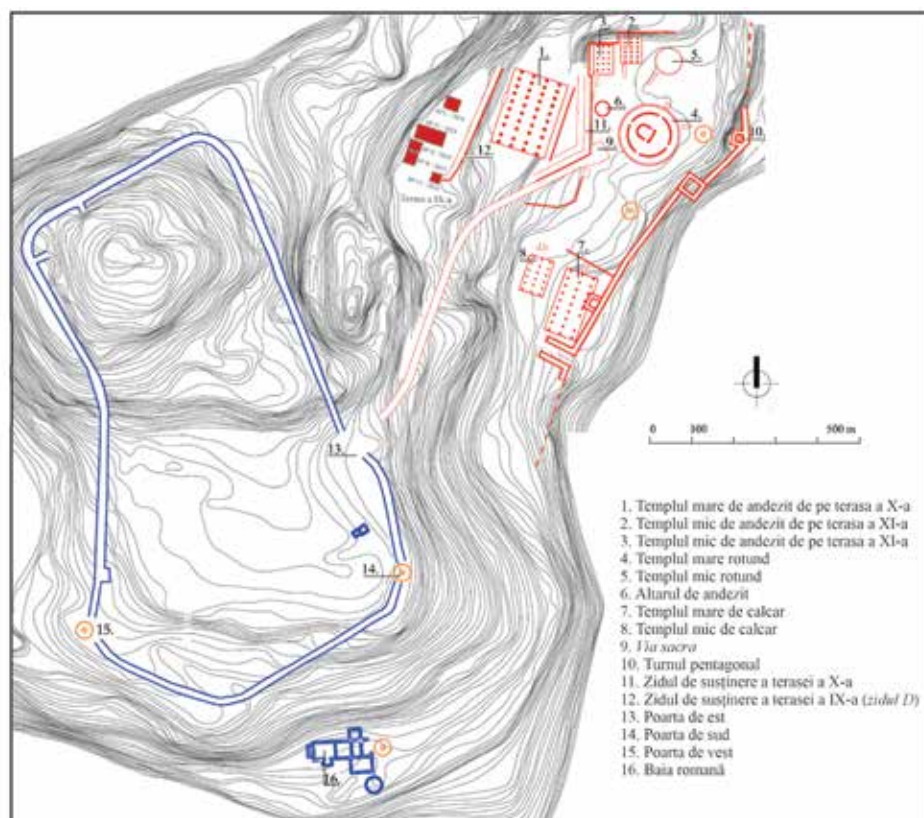 1.
3.
2.
5.
6.
4.
11.
9.
10.
12.
Terasa a IX-a
8.
7.
13.
14.
15.
16.
0 100 500 m
1. Templul mare de andezit de pe terasa a X-a
2. Templul mic de andezit de pe terasa a XI-a
3. Templul mic de andezit de pe terasa a XI-a
4. Templul mare rotund
5. Templul mic rotund
6. Altarul de andezit
7. Templul mare de calcar
8. Templul mic de calcar
9. Via sacra
10. Turnul pentagonal
11. Zidul de susținere a terasei a X-a
12. Zidul de susținere a terasei a IX-a (zidul D)
13. Poarta de est
14. Poarta de sud
15. Poarta de vest
16. Baia romană